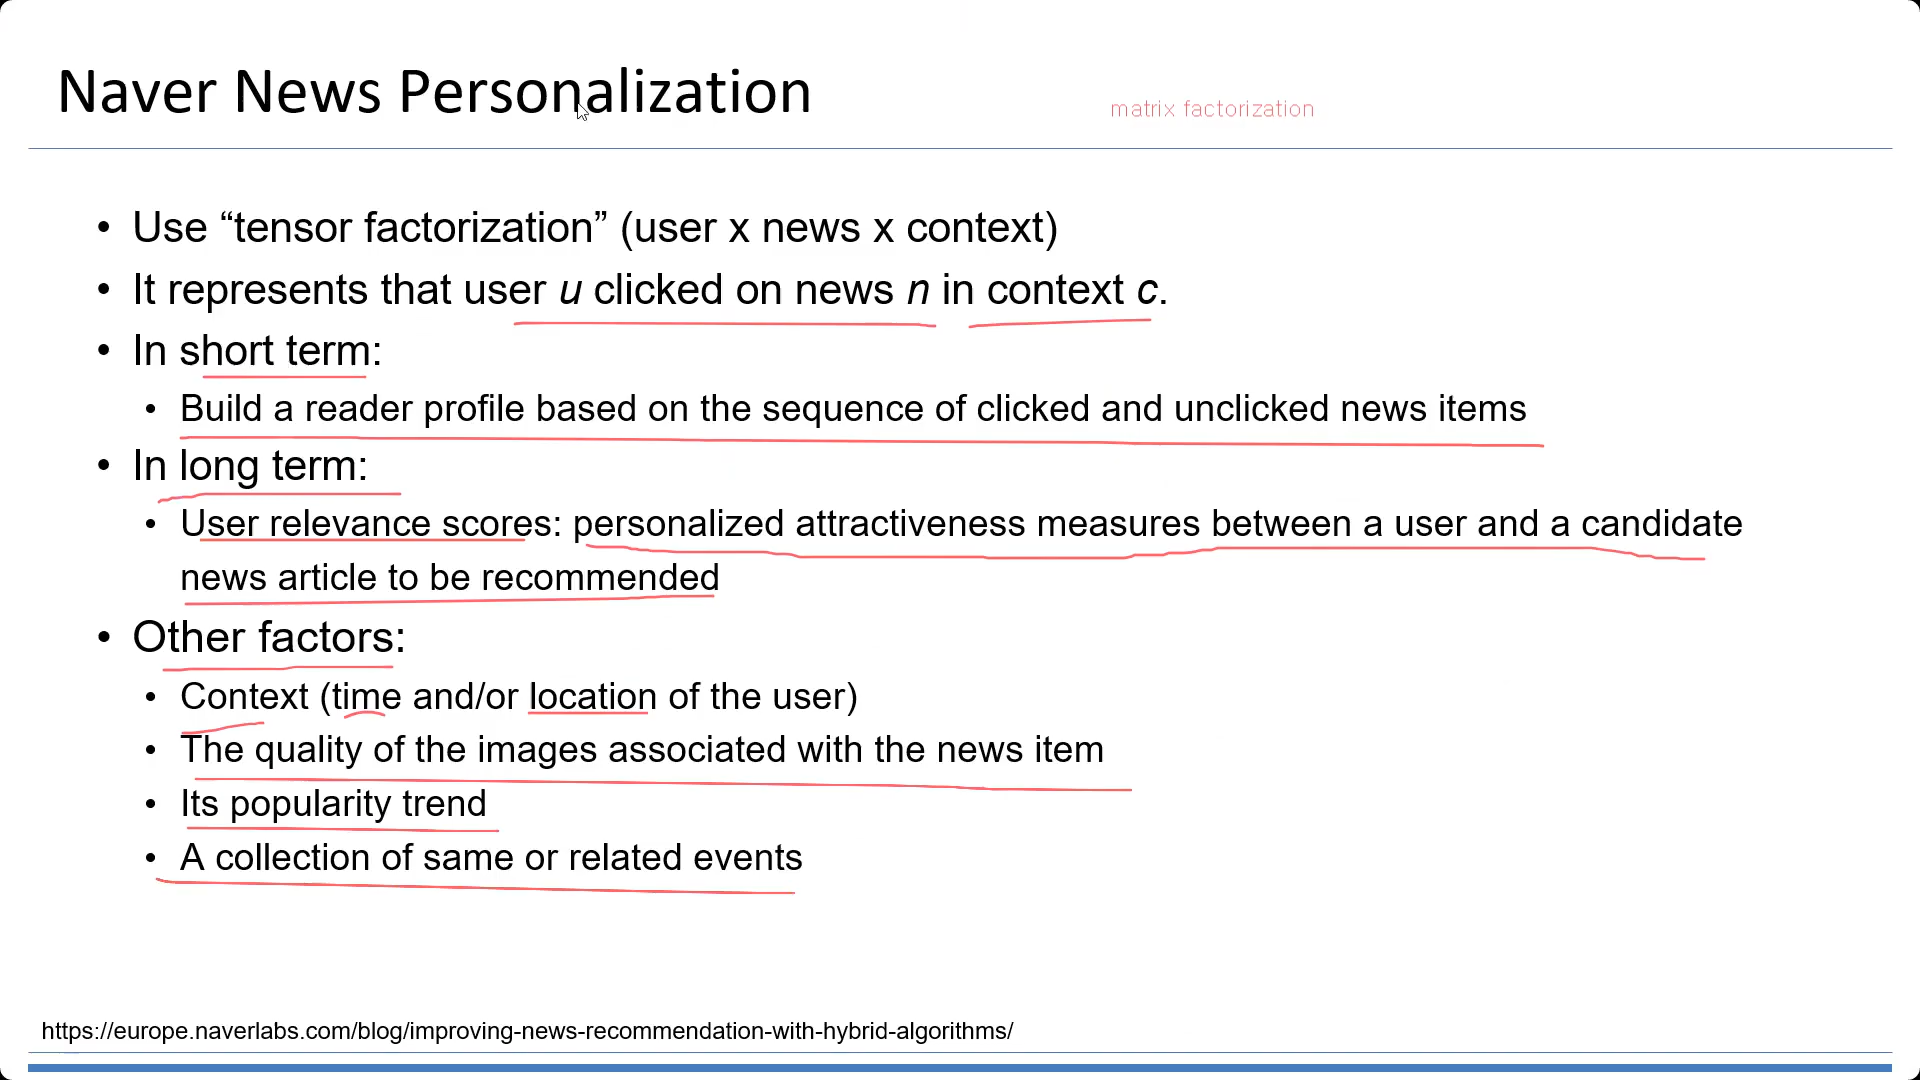 Naver News Personalization
matrix factorization
• Use “tensor factorization” (user x news x context)
• It represents that user u clicked on news n in context c.
• In short term:
• Build a reader profile based on the sequence of clicked and unclicked news items
• In long term:
• User relevance scores: personalized attractiveness measures between a user and a candidate
news article to be recommended
• Other factors:
• Context (time and/or location of the user)
• The quality of the images associated with the news item
• Its popularity trend
• A collection of same or related events
https://europe.naverlabs.com/blog/improving-news-recommendation-with-hybrid-algorithms/